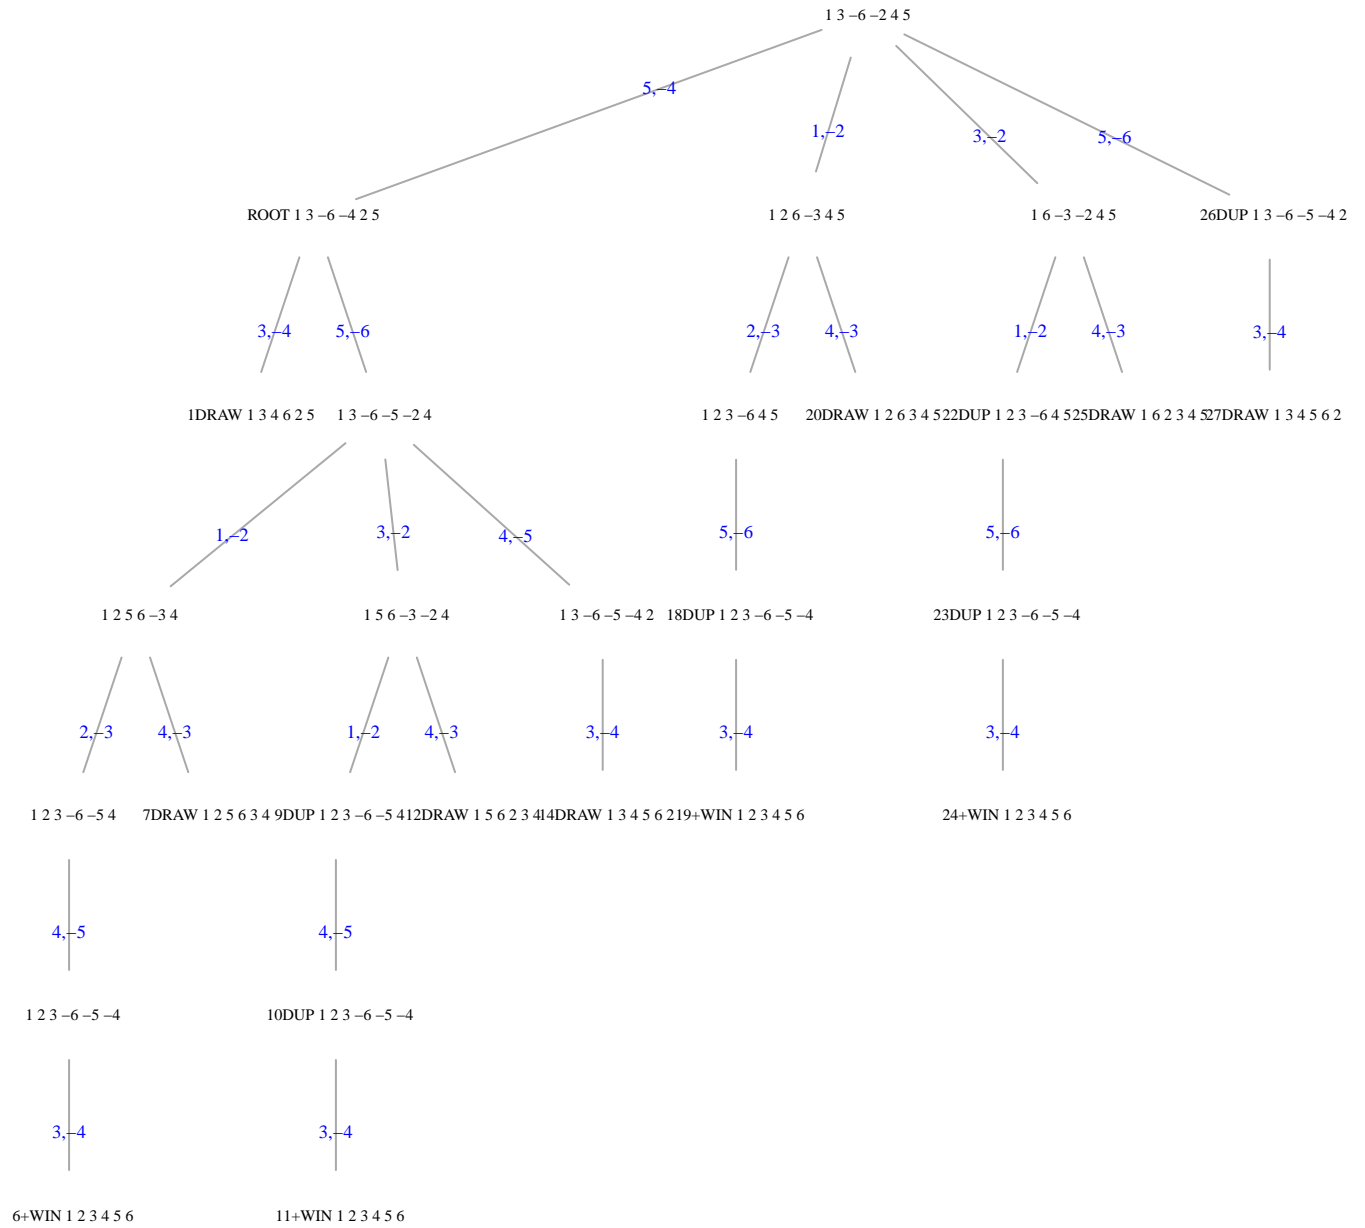 1 3 −6 −2 4 5
5,−4
1,−2
3,−2
5,−6
ROOT 1 3 −6 −4 2 5
1 2 6 −3 4 5
1 6 −3 −2 4 5
26DUP 1 3 −6 −5 −4 2
3,−4
5,−6
2,−3
4,−3
1,−2
4,−3
3,−4
1DRAW 1 3 4 6 2 5
1 3 −6 −5 −2 4
1 2 3 −6 4 5
20DRAW 1 2 6 3 4 5
22DUP 1 2 3 −6 4 5
25DRAW 1 6 2 3 4 5
27DRAW 1 3 4 5 6 2
1,−2
3,−2
4,−5
5,−6
5,−6
1 2 5 6 −3 4
1 5 6 −3 −2 4
1 3 −6 −5 −4 2
18DUP 1 2 3 −6 −5 −4
23DUP 1 2 3 −6 −5 −4
2,−3
4,−3
1,−2
4,−3
3,−4
3,−4
3,−4
1 2 3 −6 −5 4
7DRAW 1 2 5 6 3 4
9DUP 1 2 3 −6 −5 4
12DRAW 1 5 6 2 3 4
14DRAW 1 3 4 5 6 2
19+WIN 1 2 3 4 5 6
24+WIN 1 2 3 4 5 6
4,−5
4,−5
1 2 3 −6 −5 −4
10DUP 1 2 3 −6 −5 −4
3,−4
3,−4
6+WIN 1 2 3 4 5 6
11+WIN 1 2 3 4 5 6